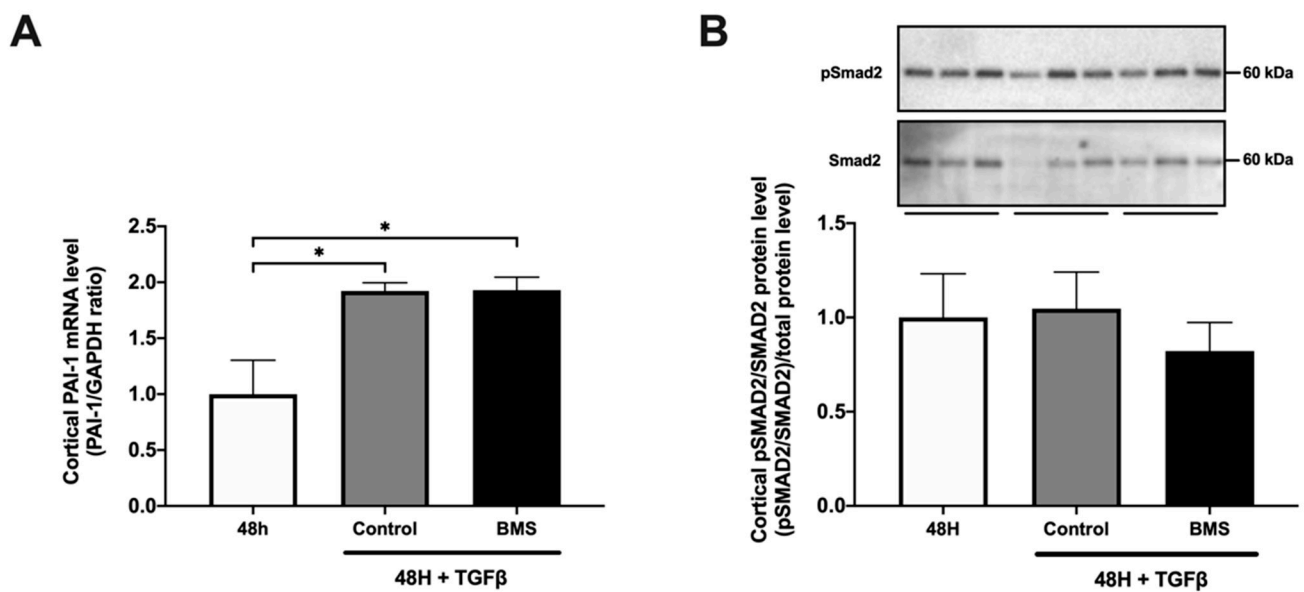 A
Cortical PAI-1 mRNA level
(PAI-1/GAPDH ratio)
2.5
2.0
1.5
1.0
0.5
0.0
*
*
48h
Control
BMS
48H + TGFβ
B
pSmad2
60 kDa
Smad2
60 kDa
Cortical pSMAD2/SMAD2 protein level
(pSMAD2/SMAD2)/total protein level)
1.5
1.0
0.5
0.0
48H
Control
BMS
48H + TGFβ